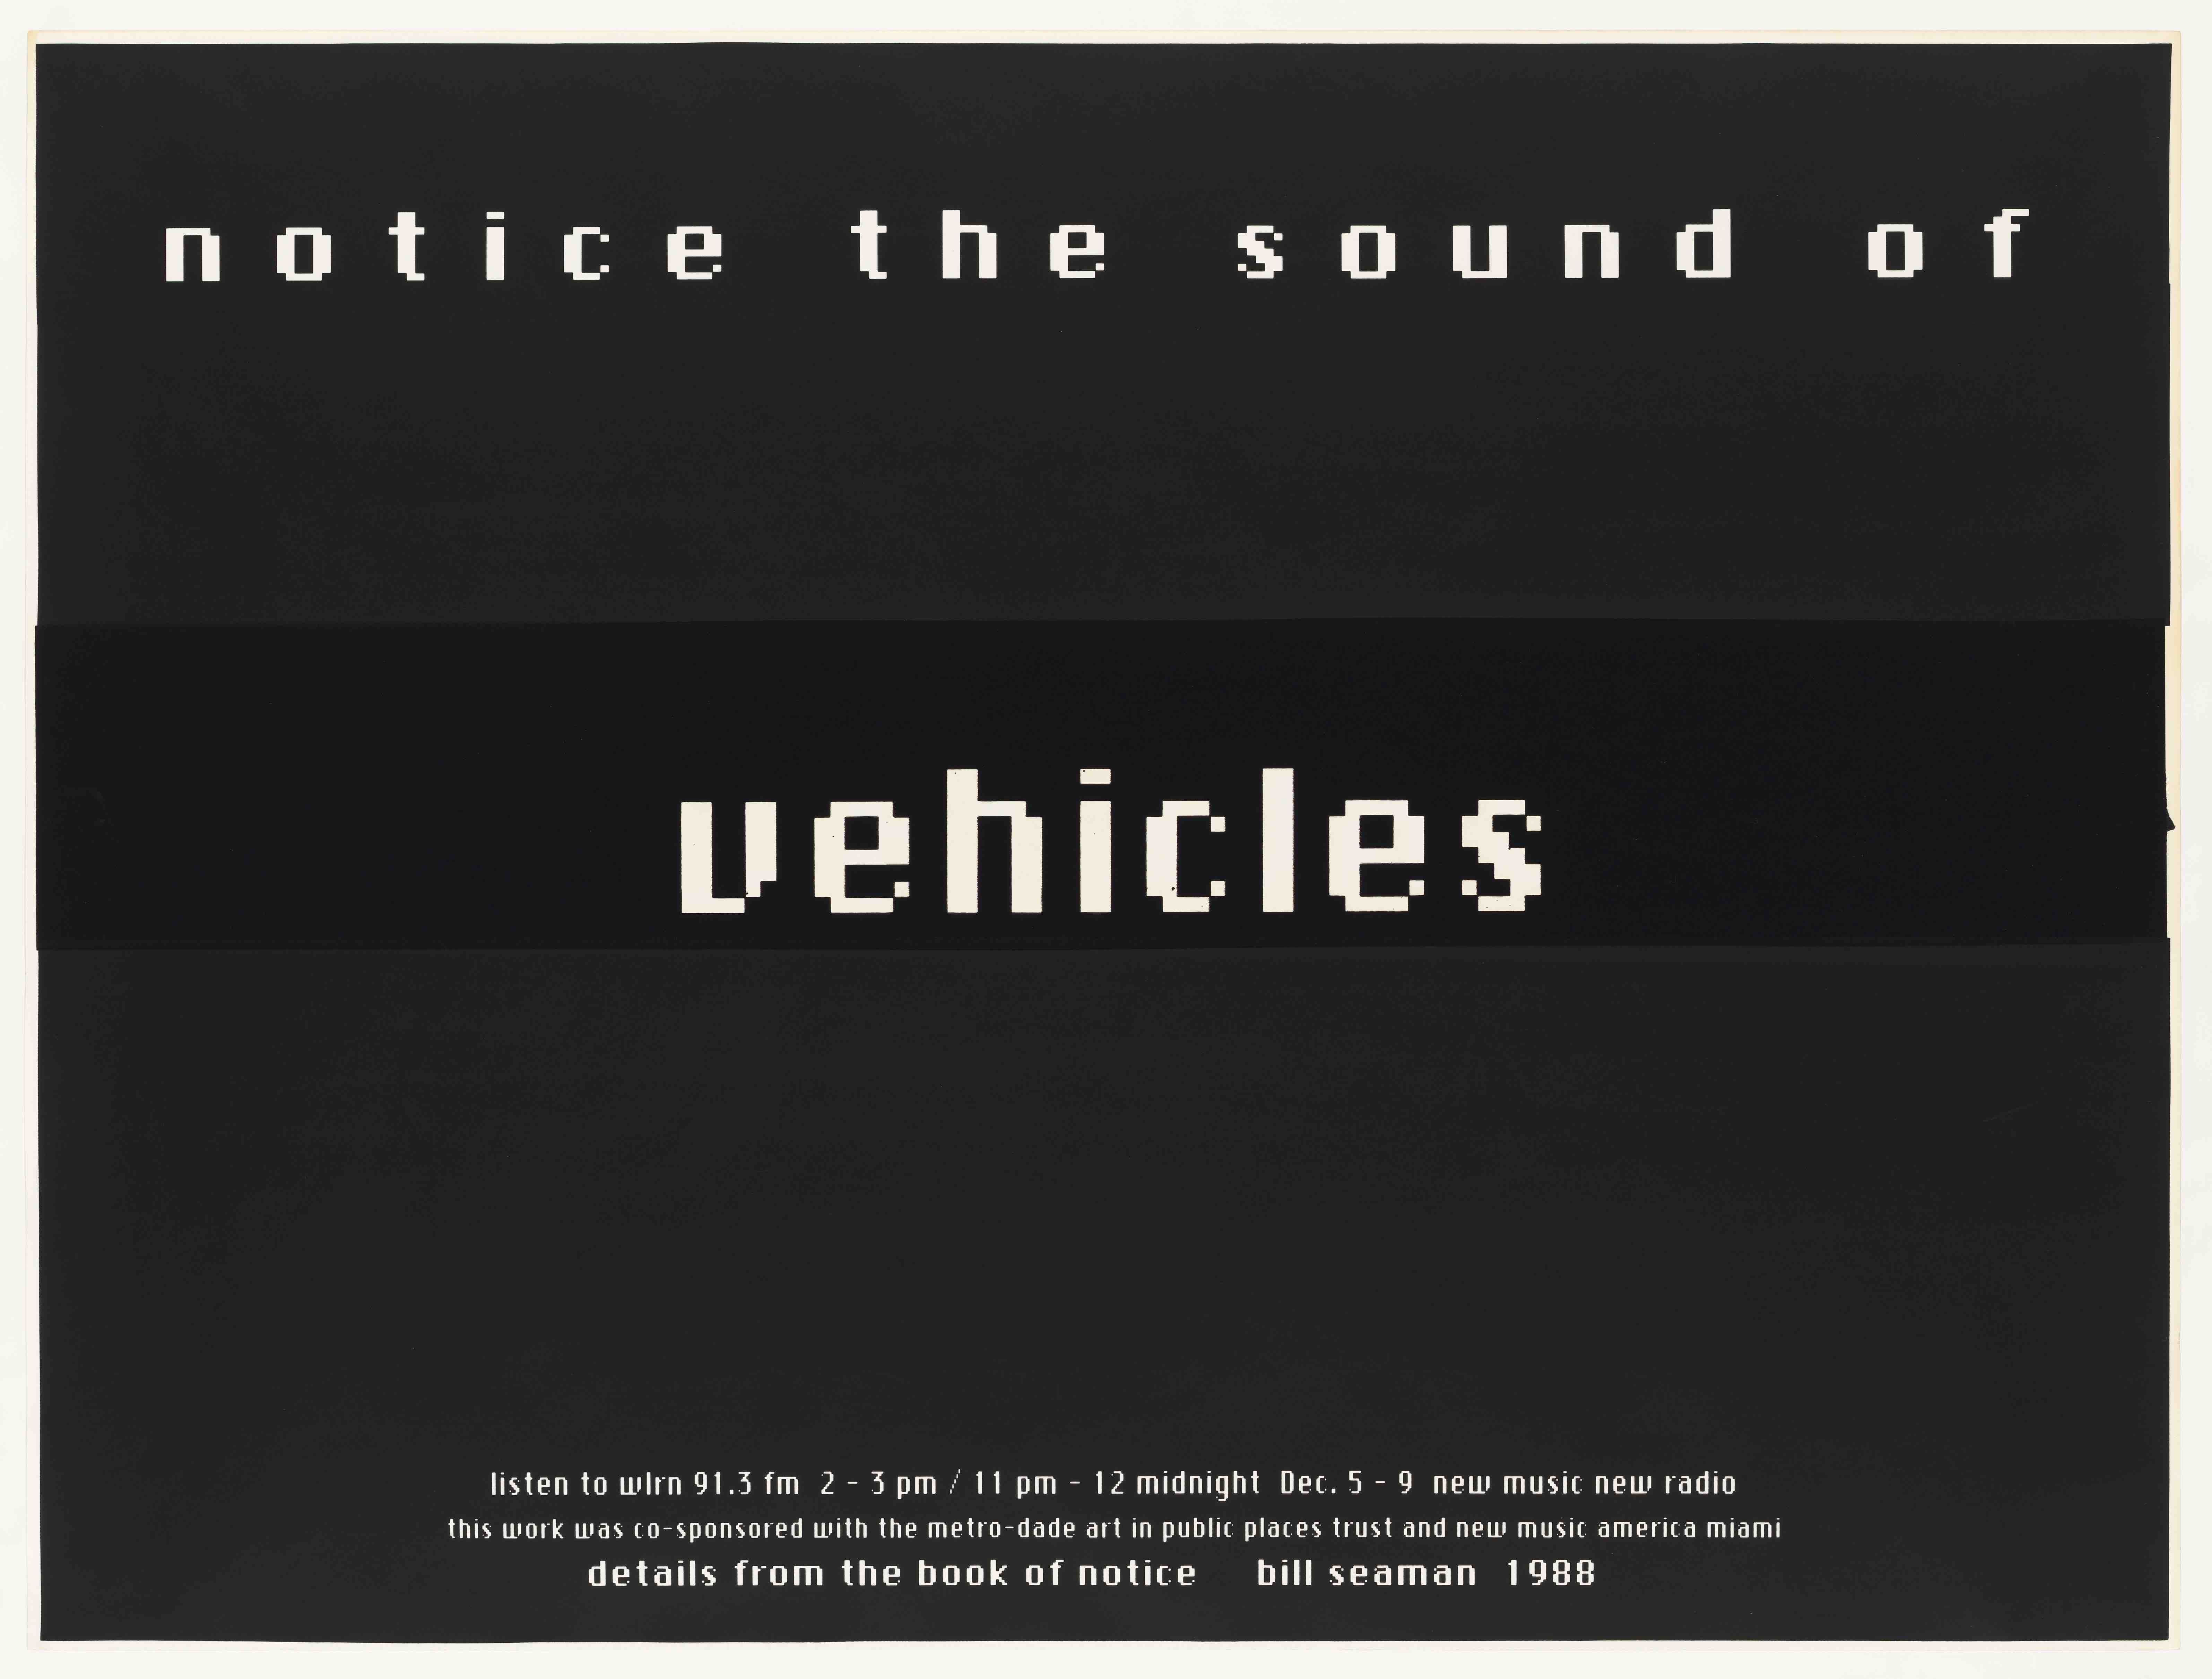 notice the sound of
vehicles
listen to wlrn 91.3 fm 2 - 3 pm / 11 pm - 12 midnight Dec. 5 - 9 new music new radio
this work was co-sponsored with the metro-dade art in public places trust and new music america miami
details from the book of notice bill seaman 1988